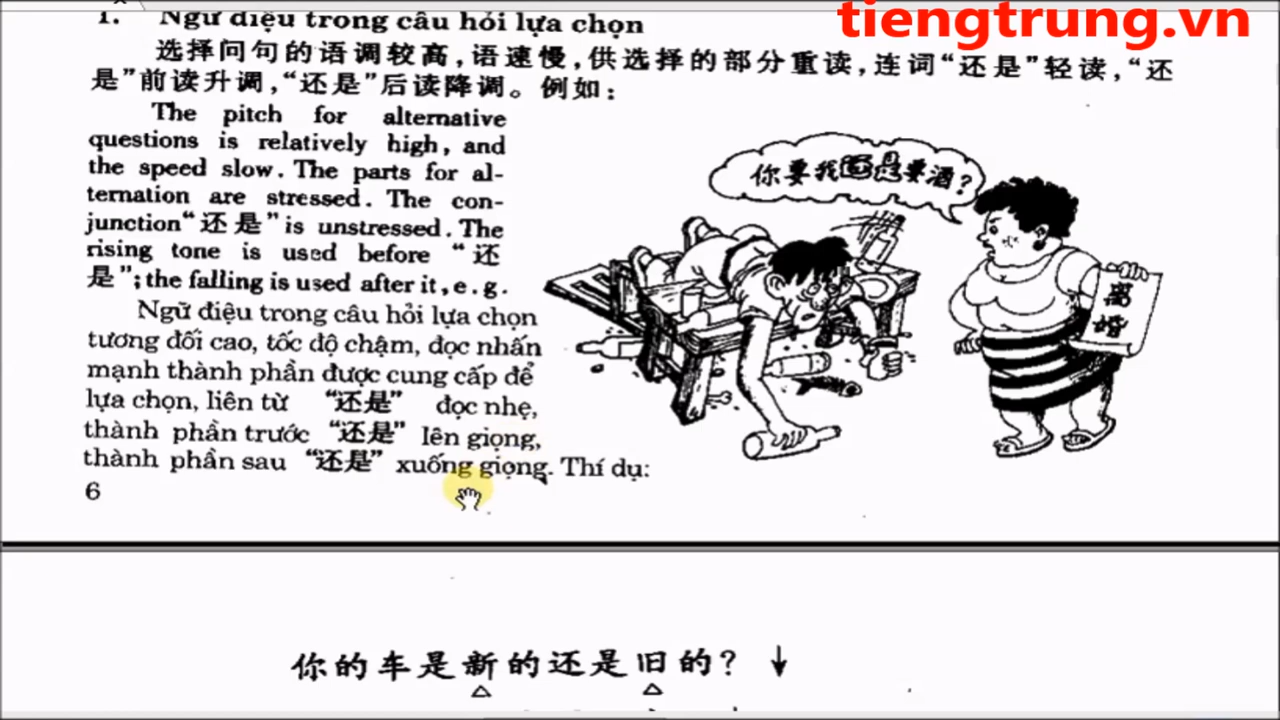 tiengtrung.vn
1. Ngữ điệu trong câu hỏi lựa chọn
选择问句的语调较高，语速慢，供选择的部分重读，连词“还是”轻读，“还
是”前读升调，“还是”后读降调。例如：
The pitch for alternative
questions is relatively high, and
the speed slow. The parts for al-
ternation are stressed. The con-
junction“还是”is unstressed. The
rising tone is used before “还
是”; the falling is used after it, e.g.
Ngữ điệu trong câu hỏi lựa chọn
tương đối cao, tốc độ chậm, đọc nhấn
mạnh thành phần được cung cấp để
lựa chọn, liên từ “还是” đọc nhẹ,
thành phần trước “还是” lên giọng,
thành phần sau “还是” xuống giọng. Thí dụ:
6
你要我还是要酒?
离
婚
你的车是新的还是旧的? ↓